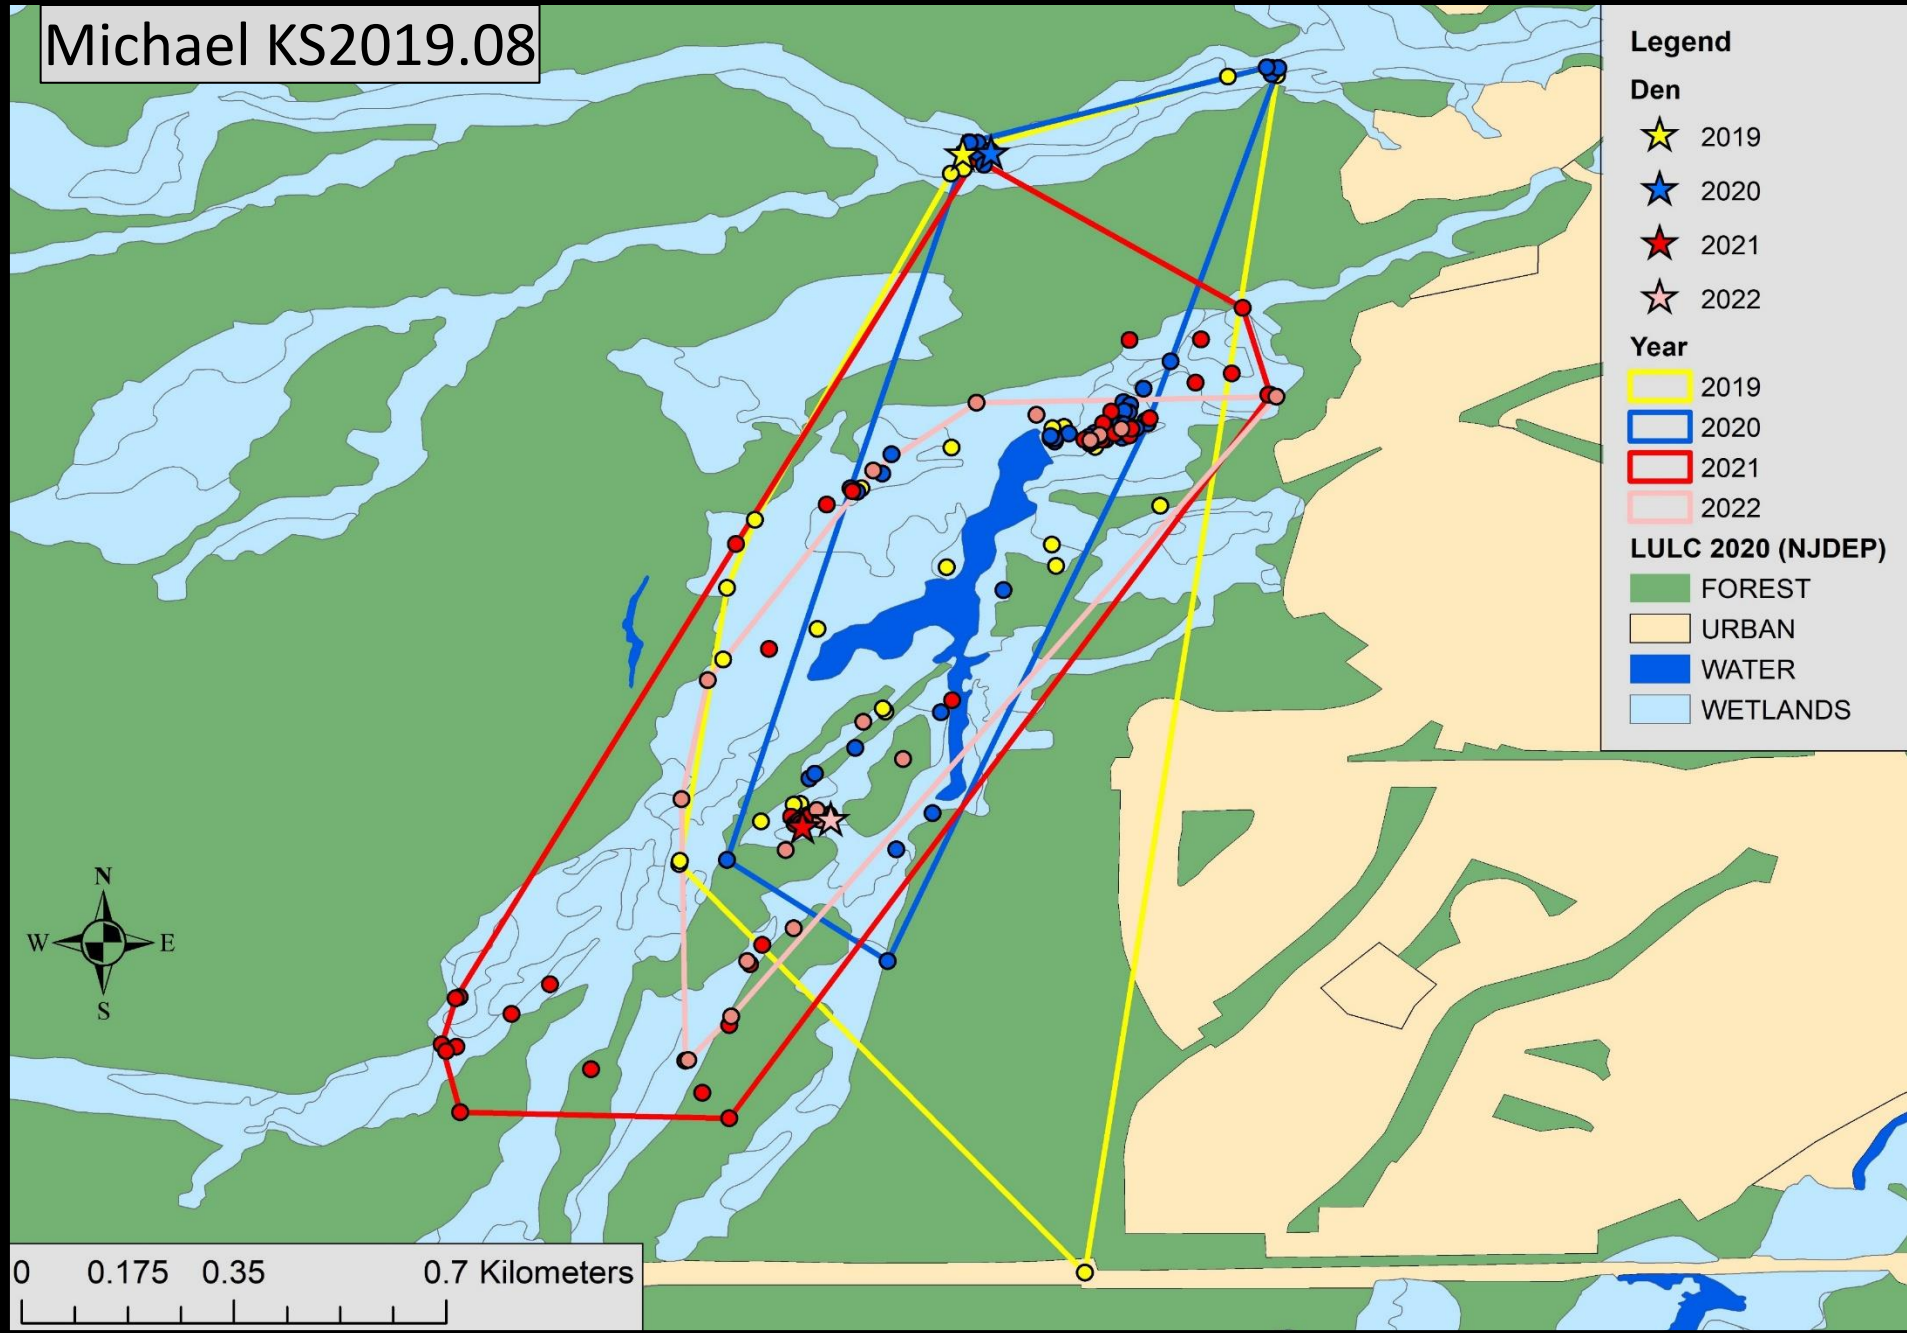 Michael KS2019.08
Legend
Den
2019
2020
2021
2022
Year
2019
2020
2021
2022
LULC 2020 (NJDEP)
FOREST
URBAN
WATER
WETLANDS
N
W E
S
0 0.175 0.35 0.7 Kilometers